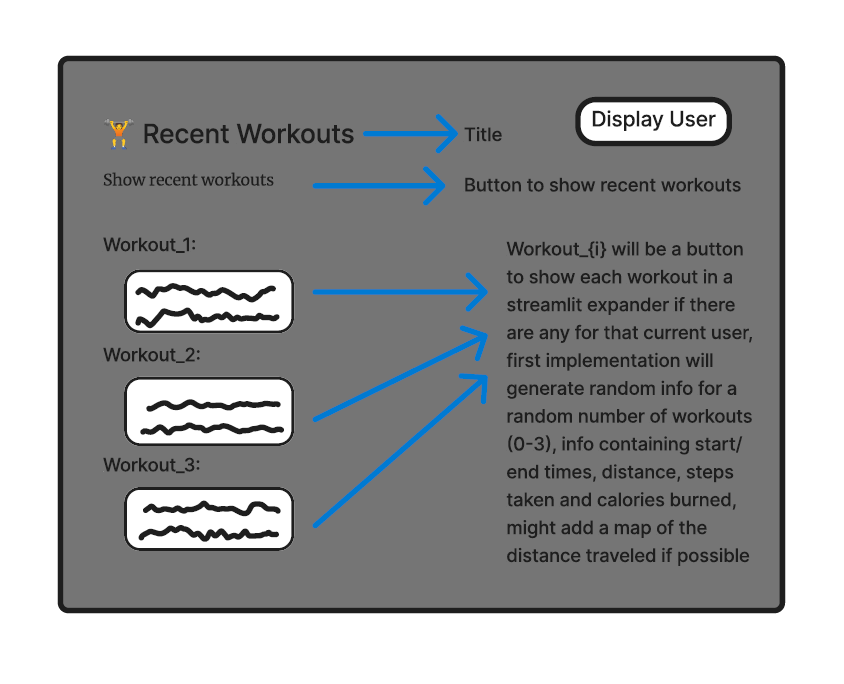 🏋️ Recent Workouts
Title
Display User
Show recent workouts
Button to show recent workouts
Workout_1:
Workout_2:
Workout_3:
Workout_{i} will be a button
to show each workout in a
streamlit expander if there
are any for that current user,
first implementation will
generate random info for a
random number of workouts
(0-3), info containing start/
end times, distance, steps
taken and calories burned,
might add a map of the
distance traveled if possible